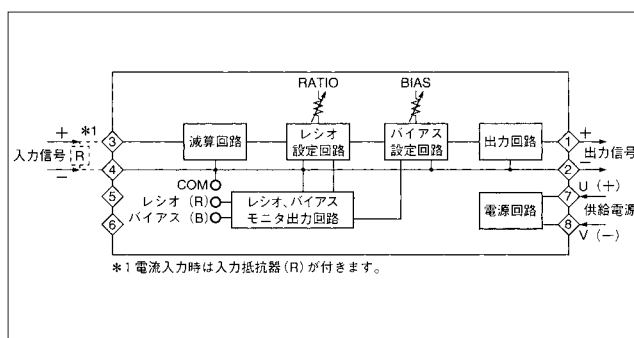 RATIO
BIAS
+
*1
3
入力信号
R
4
−
5
6
減算回路
レシオ
設定回路
バイアス
設定回路
出力回路
1
+
出力信号
−
2
COM
レシオ(R)
バイアス(B)
レシオ、バイアス
モニタ出力回路
電源回路
7
U(+)
供給電源
8
V(−)
*1 電流入力時は入力抵抗器(R)が付きます。